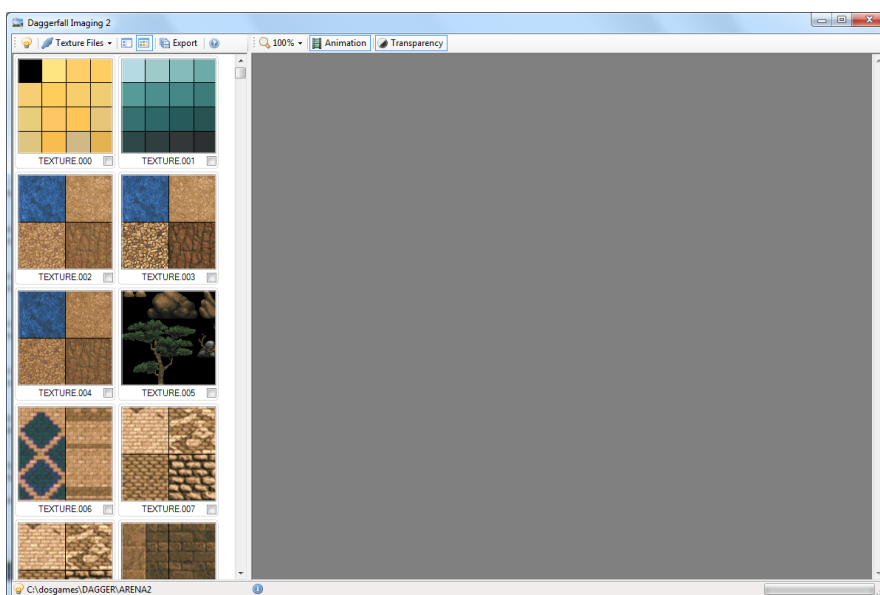 Daggerfall Imaging 2
Texture Files Export 100% Animation Transparency
TEXTURE.000 TEXTURE.001
TEXTURE.002 TEXTURE.003
TEXTURE.004 TEXTURE.005
TEXTURE.006 TEXTURE.007
C:\dosgames\DAGGER\ARENA2